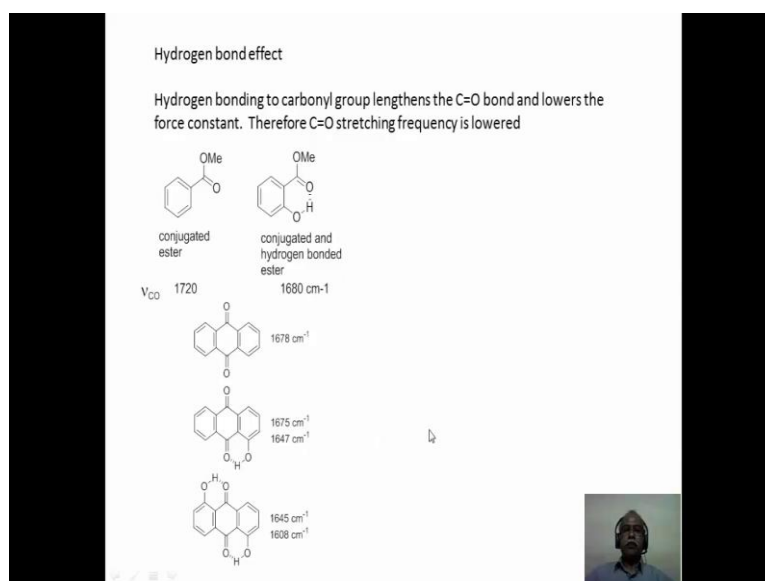 Hydrogen bond effect
Hydrogen bonding to carbonyl group lengthens the C=O bond and lowers the
force constant. Therefore C=O stretching frequency is lowered
OMe
O
OMe
O
H
O
conjugated
ester
conjugated and
hydrogen bonded
ester
νCO 1720 1680 cm-1
O
1678 cm⁻¹
O
O
1675 cm⁻¹
1647 cm⁻¹
O H O
O H O
1645 cm⁻¹
1608 cm⁻¹
O H O